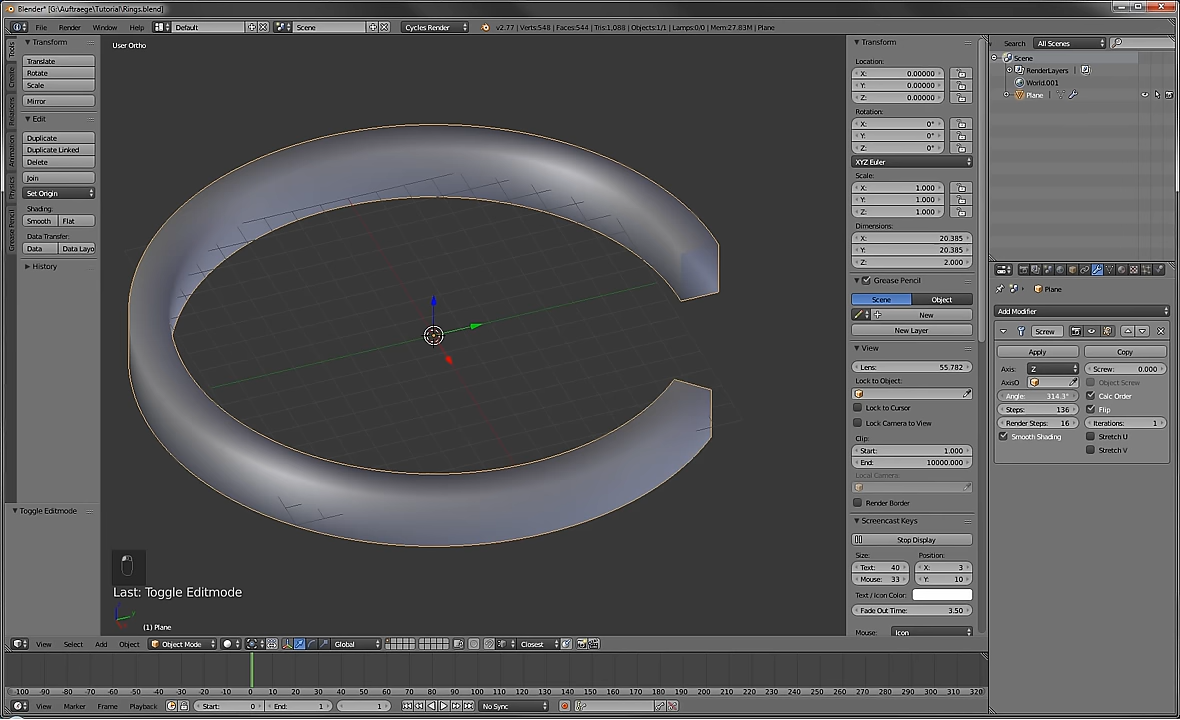 Blender* [G:\Auftraege\Tutorial\Rings.blend]
File Render Window Help Default Scene Cycles Render v2.77 | Verts:548 | Faces:544 | Tris:1,088 | Objects:1/1 | Lamps:0/0 | Mem:27.83M | Plane
Tools
Create
Relations
Animation
Physics
Grease Pencil
Transform
Translate
Rotate
Scale
Mirror
Edit
Duplicate
Duplicate Linked
Delete
Join
Set Origin
Shading:
Smooth Flat
Data Transfer:
Data Data Layo
History
Toggle Editmode
User Ortho
Last: Toggle Editmode
(1) Plane
Transform
Location:
X: 0.00000
Y: 0.00000
Z: 0.00000
Rotation:
X: 0°
Y: 0°
Z: 0°
XYZ Euler
Scale:
X: 1.000
Y: 1.000
Z: 1.000
Dimensions:
X: 20.385
Y: 20.385
Z: 2.000
Grease Pencil
Scene Object
New
New Layer
View
Lens: 55.782
Lock to Object:
Lock to Cursor
Lock Camera to View
Clip:
Start: 1.000
End: 10000.000
Local Camera:
Render Border
Screencast Keys
Stop Display
Size: Position:
Text: 40 X: 3
Mouse: 33 Y: 10
Text / Icon Color:
Fade Out Time: 3.50
Mouse: Icon
Search All Scenes
Scene
RenderLayers
World.001
Plane
Plane
Add Modifier
Screw
Apply Copy
Axis: Z Screw: 0.000
AxisO Object Screw
Angle: 314.3° Calc Order
Steps: 136 Flip
Render Steps: 16 Iterations: 1
Smooth Shading Stretch U
Stretch V
View Select Add Object Object Mode Global Closest
-100 -90 -80 -70 -60 -50 -40 -30 -20 -10 0 10 20 30 40 50 60 70 80 90 100 110 120 130 140 150 160 170 180 190 200 210 220 230 240 250 260 270 280 290 300 310 320
View Marker Frame Playback Start: 0 End: 1 1 No Sync